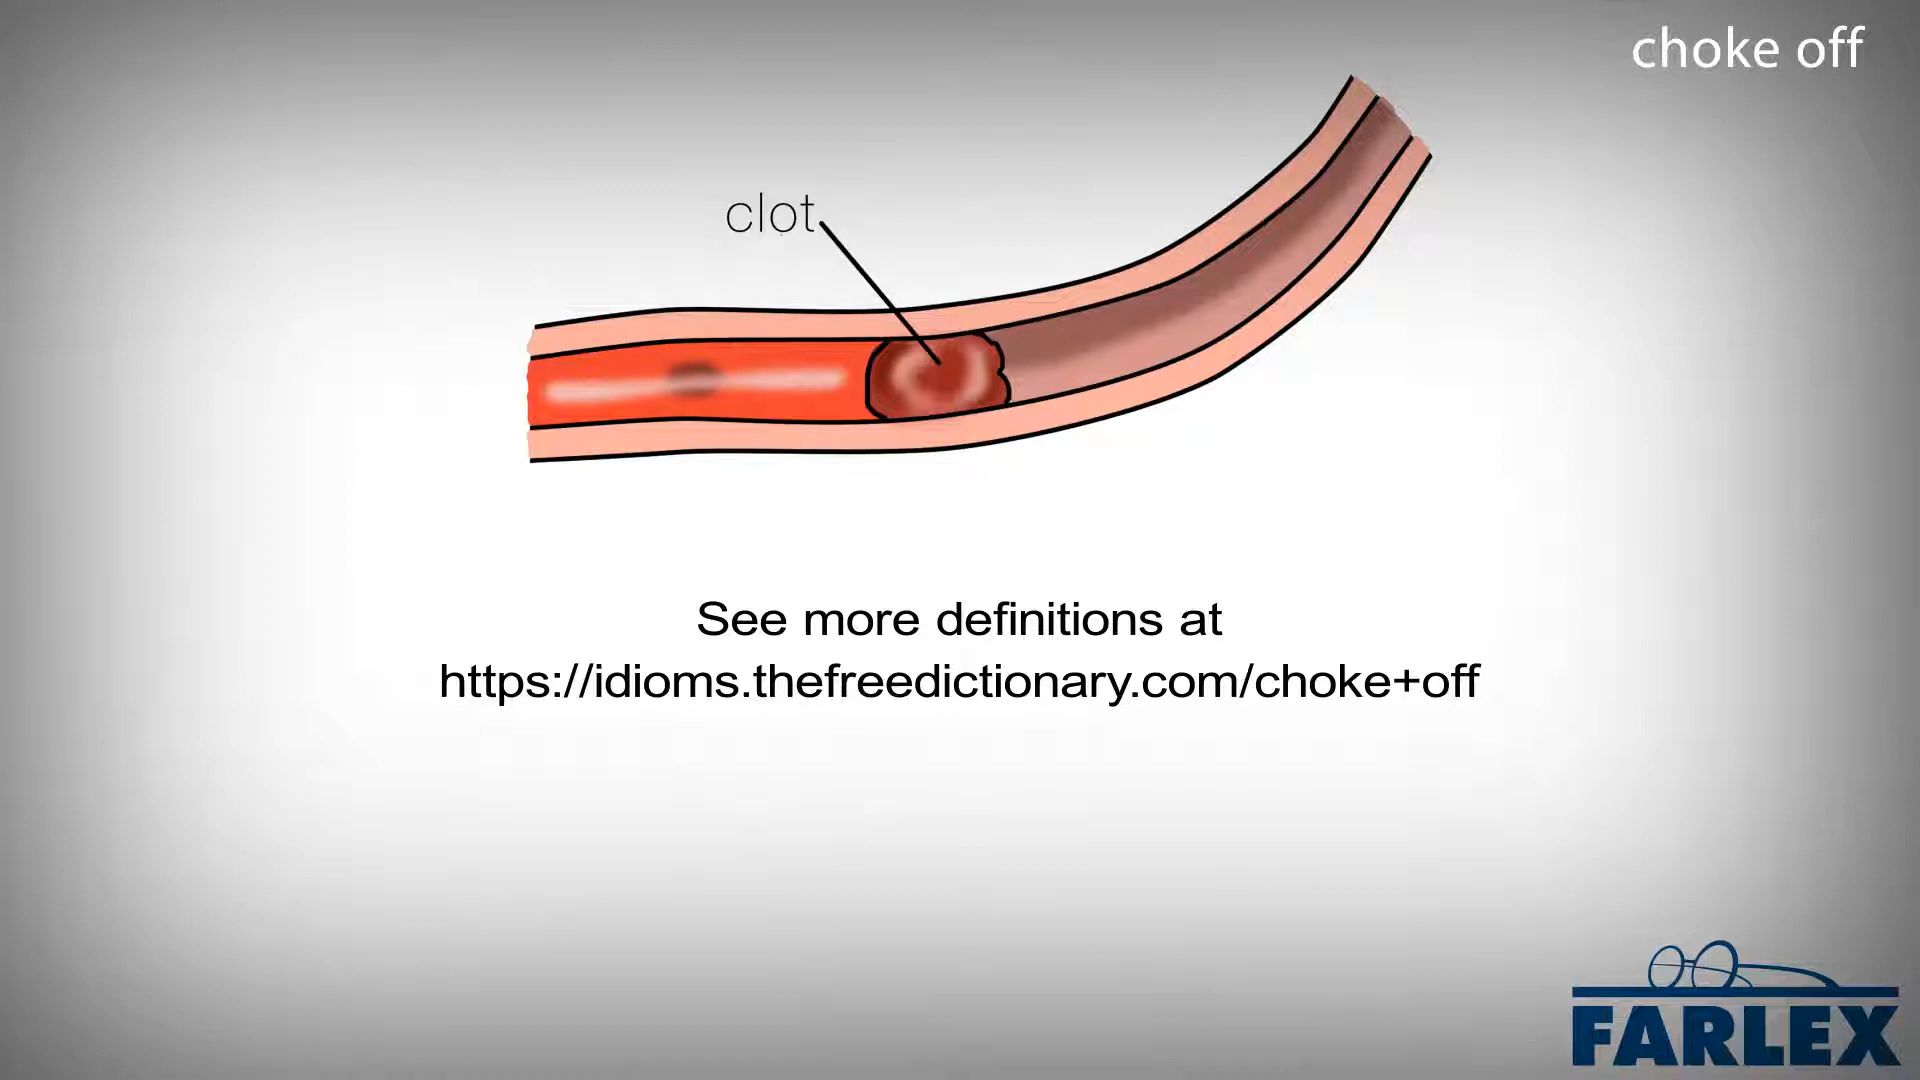 choke off
clot
See more definitions at
https://idioms.thefreedictionary.com/choke+off
FARLEX